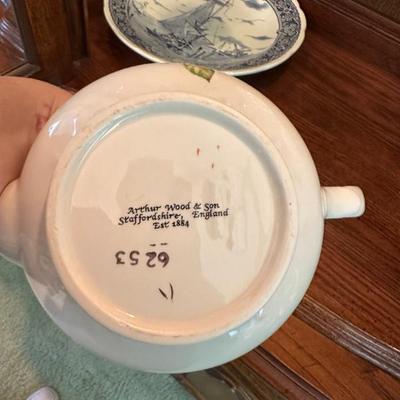 Arthur Wood & Son
Staffordshire, England
Est 1884
6253